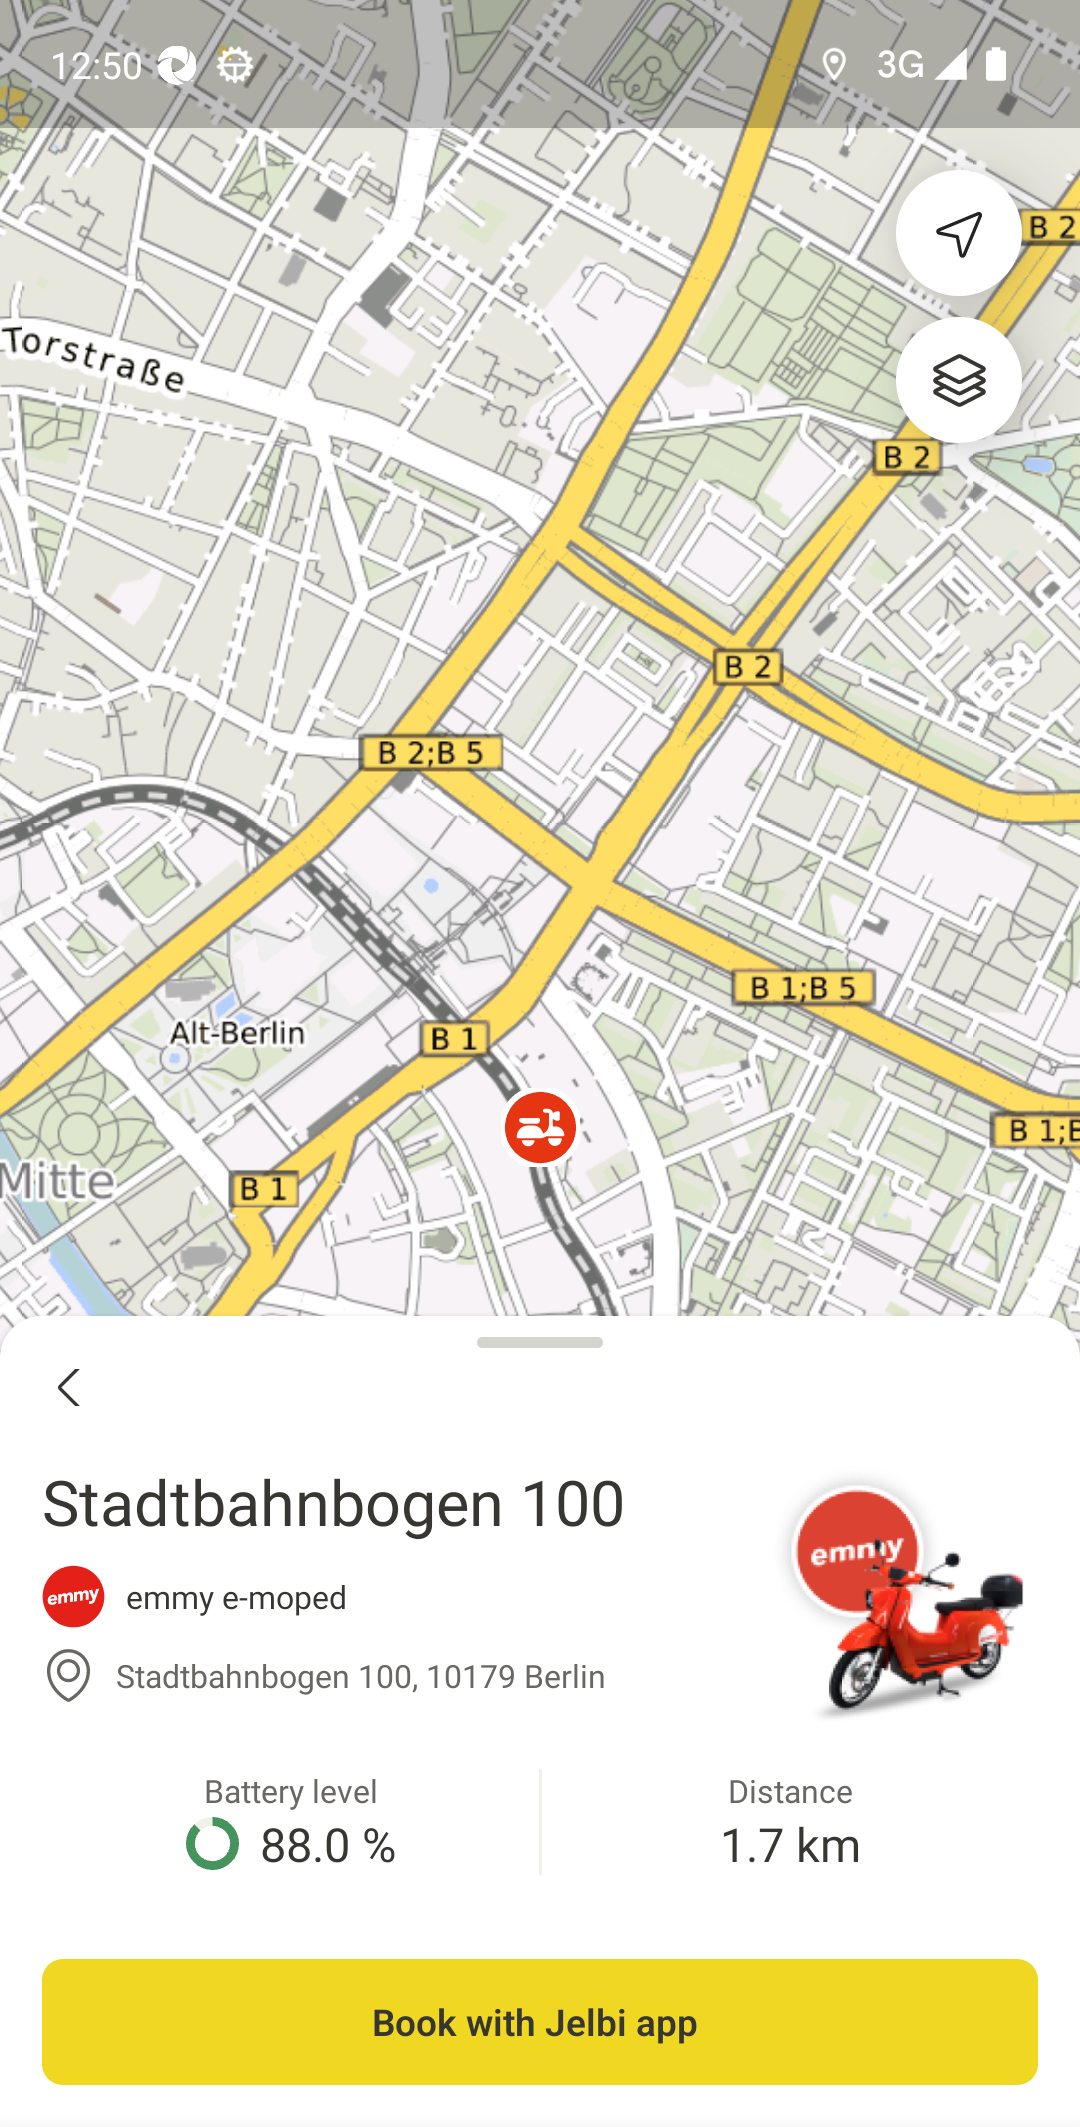 12:50
3G
B 2
Torstraße
B 2
B 2
B 2;B 5
B 1;B 5
Alt-Berlin
B 1
B 1;B
Mitte
B 1
Stadtbahnbogen 100
emmy
emmy
emmy e-moped
Stadtbahnbogen 100, 10179 Berlin
Battery level
Distance
88.0 %
1.7 km
Book with Jelbi app